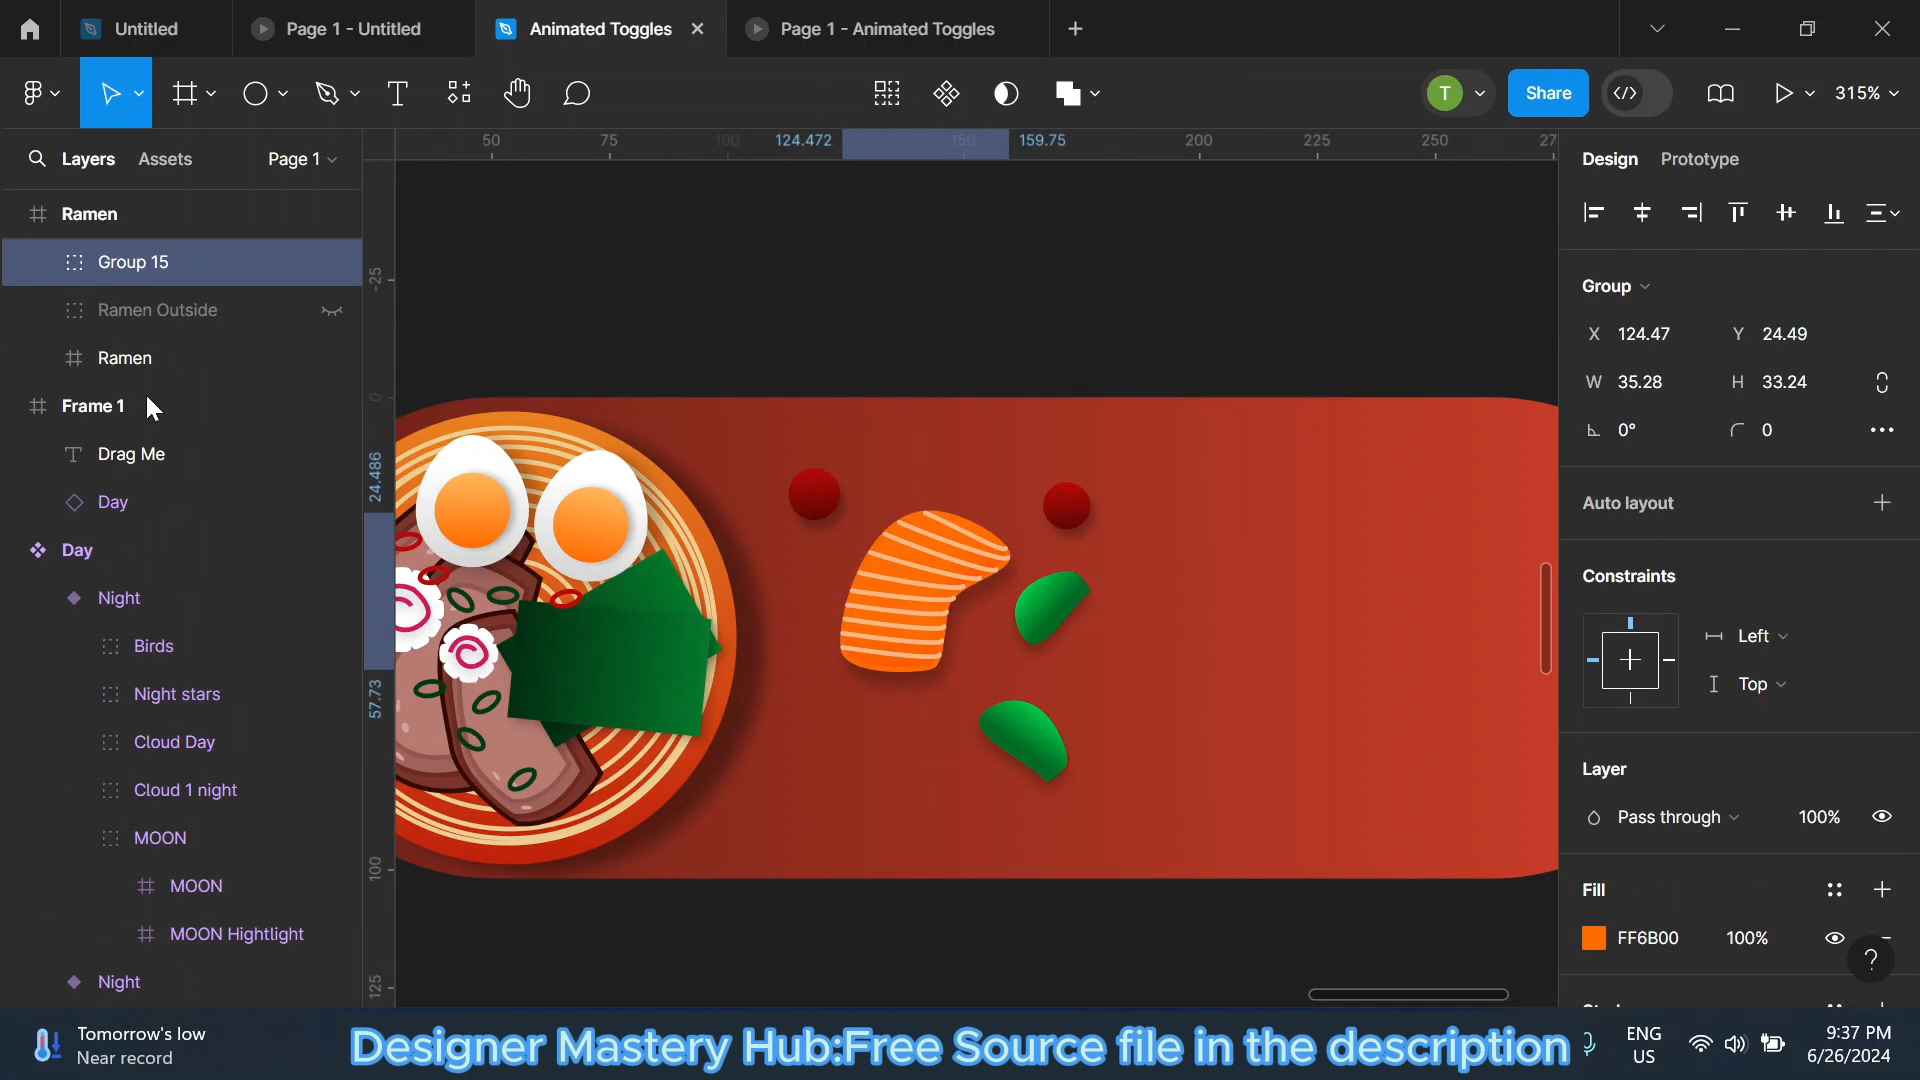 Untitled
Page 1 - Untitled
Animated Toggles
Page 1 - Animated Toggles
T
Share
315%
Layers
Assets
Page 1
50
75
100
124.472
150
159.75
200
225
250
27
Design
Prototype
Ramen
Group 15
Ramen Outside
Ramen
Frame 1
Drag Me
Day
Day
Night
Birds
Night stars
Cloud Day
Cloud 1 night
MOON
MOON
MOON Hightlight
Night
-25
0
24.486
57.73
100
125
Group
X 124.47
Y 24.49
W 35.28
H 33.24
0°
0
Auto layout
Constraints
Left
Top
Layer
Pass through
100%
Fill
FF6B00
100%
?
Tomorrow's low
Near record
Designer Mastery Hub:Free Source file in the description
ENG
US
9:37 PM
6/26/2024